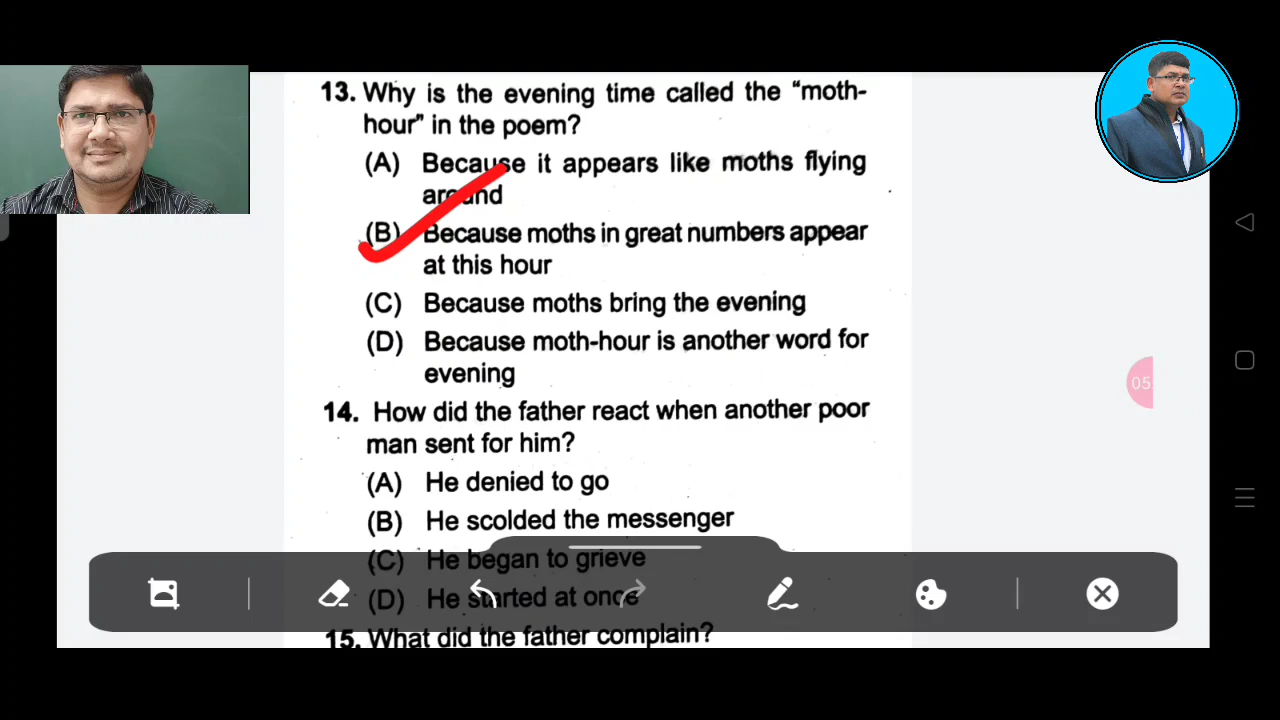 13. Why is the evening time called the "moth-
hour" in the poem?
(A) Because it appears like moths flying
around
(B) Because moths in great numbers appear
at this hour
(C) Because moths bring the evening
(D) Because moth-hour is another word for
evening
14. How did the father react when another poor
man sent for him?
(A) He denied to go
(B) He scolded the messenger
(C) He began to grieve
(D) He started at once
15. What did the father complain?
05